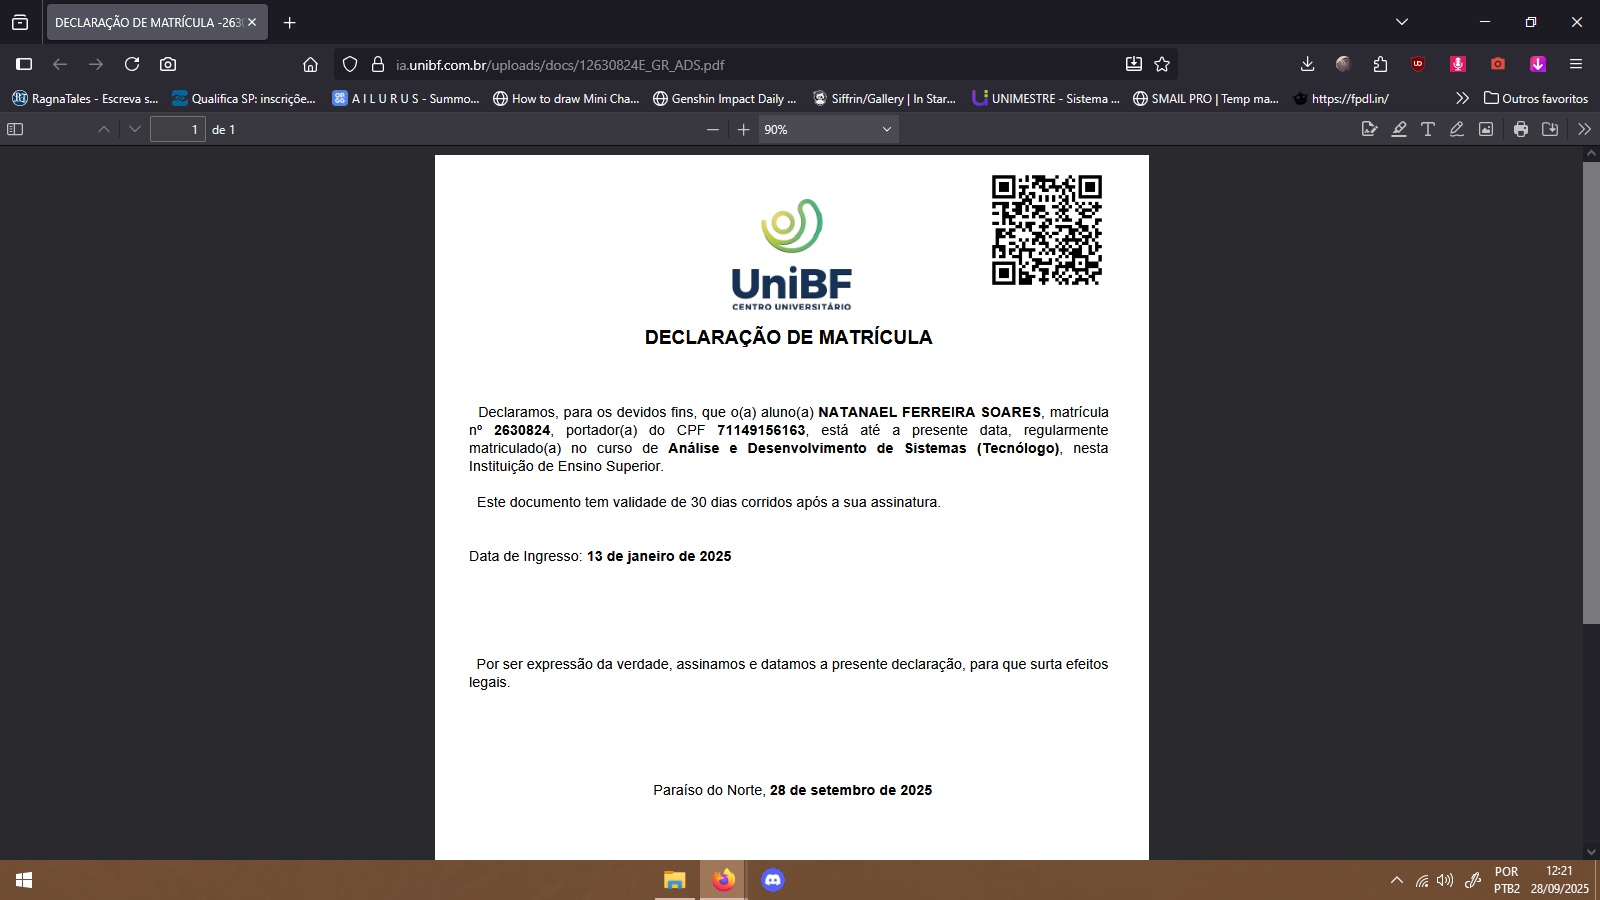 DECLARAÇÃO DE MATRÍCULA -263
ia.unibf.com.br/uploads/docs/12630824E_GR_ADS.pdf
RagnaTales - Escreva s... Qualifica SP: inscriçõe... A I L U R U S - Summo... How to draw Mini Cha... Genshin Impact Daily ... Siffrin/Gallery | In Star... UNIMESTRE - Sistema ... SMAIL PRO | Temp ma... https://fpdl.in/ Outros favoritos
1 de 1 90%
UniBF
CENTRO UNIVERSITÁRIO
DECLARAÇÃO DE MATRÍCULA
Declaramos, para os devidos fins, que o(a) aluno(a) NATANAEL FERREIRA SOARES, matrícula
nº 2630824, portador(a) do CPF 71149156163, está até a presente data, regularmente
matriculado(a) no curso de Análise e Desenvolvimento de Sistemas (Tecnólogo), nesta
Instituição de Ensino Superior.
Este documento tem validade de 30 dias corridos após a sua assinatura.
Data de Ingresso: 13 de janeiro de 2025
Por ser expressão da verdade, assinamos e datamos a presente declaração, para que surta efeitos
legais.
Paraíso do Norte, 28 de setembro de 2025
POR 12:21
PTB2 28/09/2025